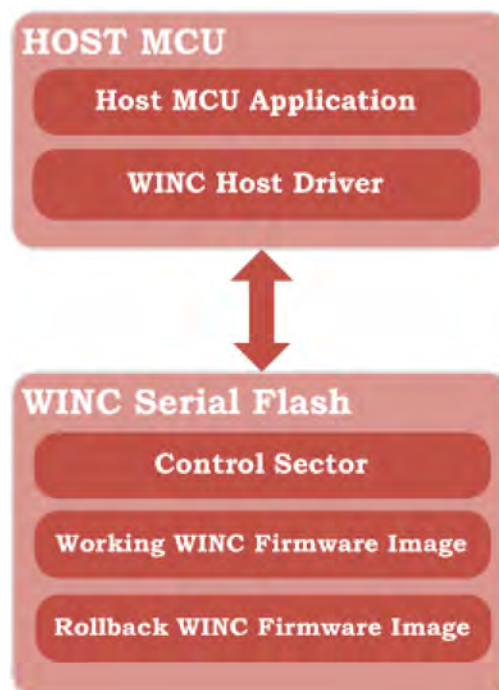 HOST MCU
Host MCU Application
WINC Host Driver
WINC Serial Flash
Control Sector
Working WINC Firmware Image
Rollback WINC Firmware Image